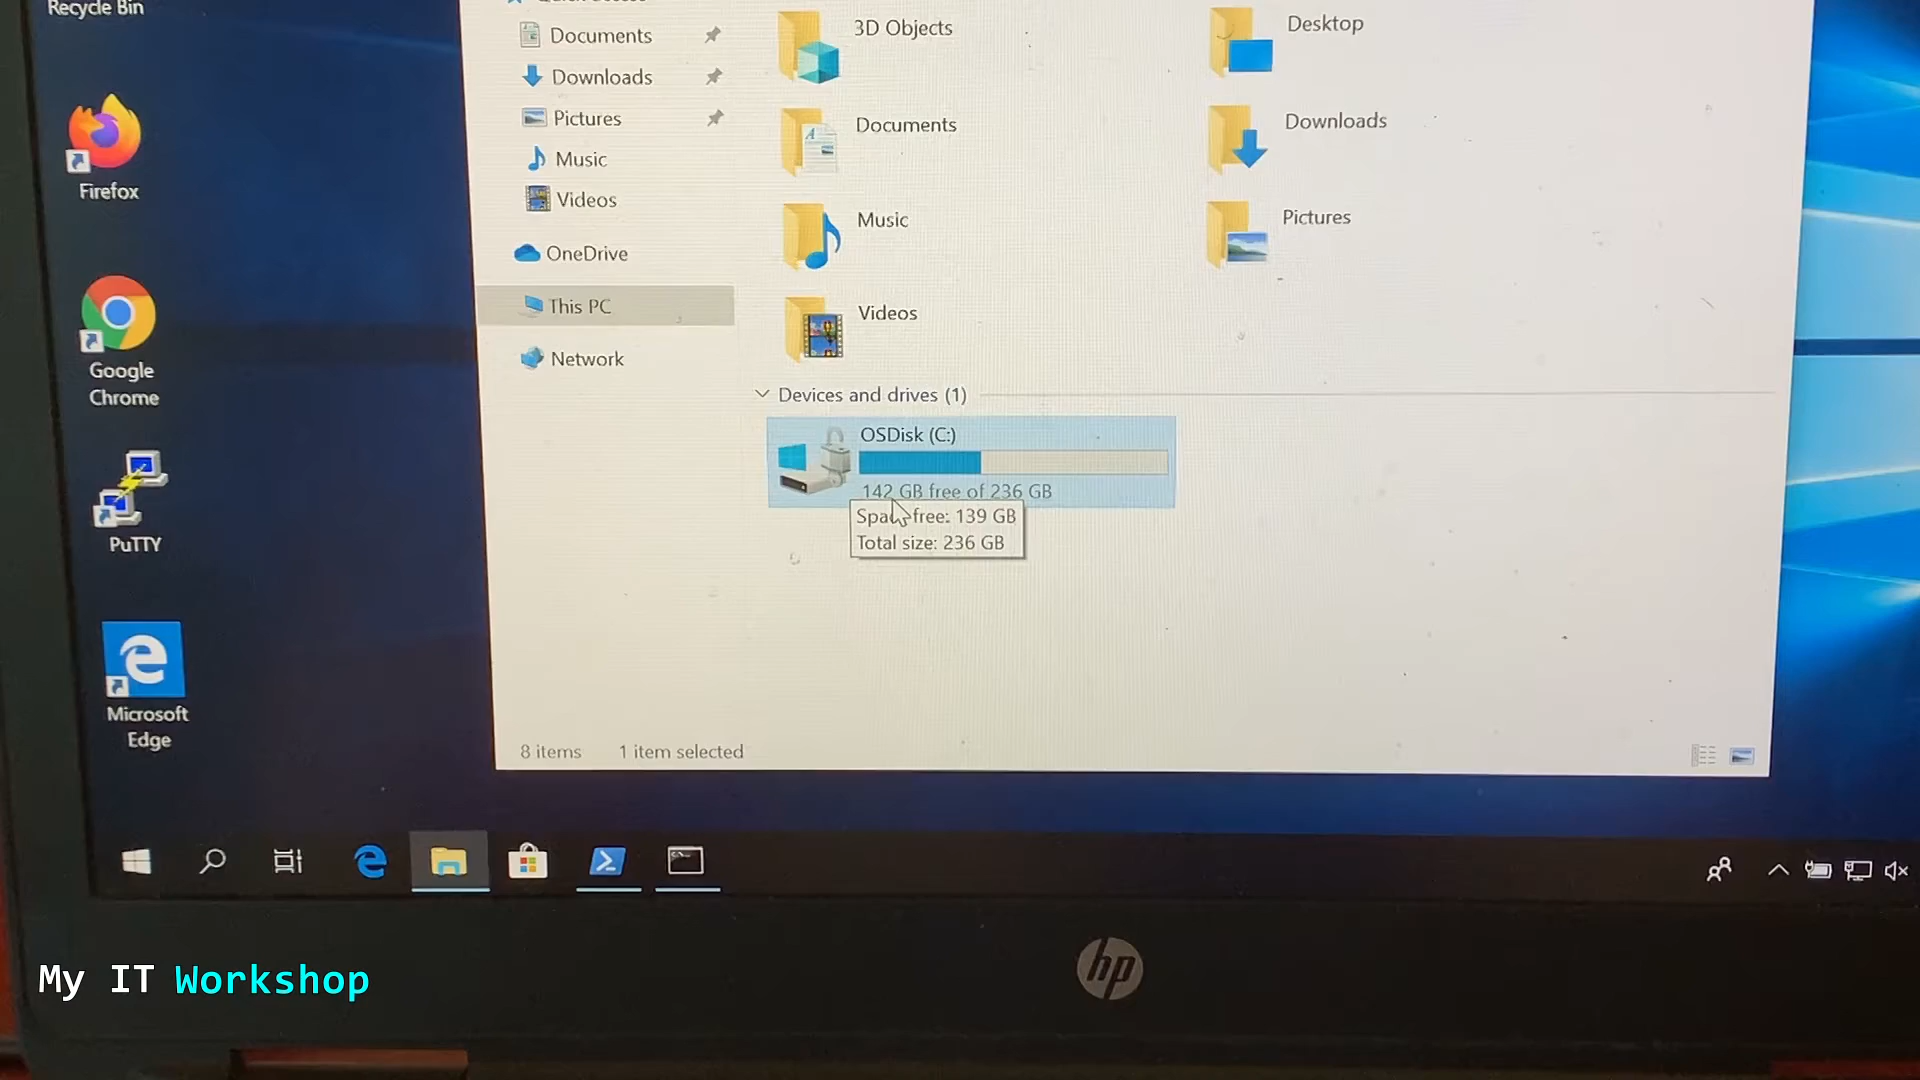 Recycle Bin
Firefox
Google
Chrome
PuTTY
Microsoft
Edge
Documents
Downloads
Pictures
Music
Videos
OneDrive
This PC
Network
3D Objects
Desktop
Documents
Downloads
Music
Pictures
Videos
Devices and drives (1)
OSDisk (C:)
142 GB free of 236 GB
Space free: 139 GB
Total size: 236 GB
8 items 1 item selected
hp
My IT Workshop